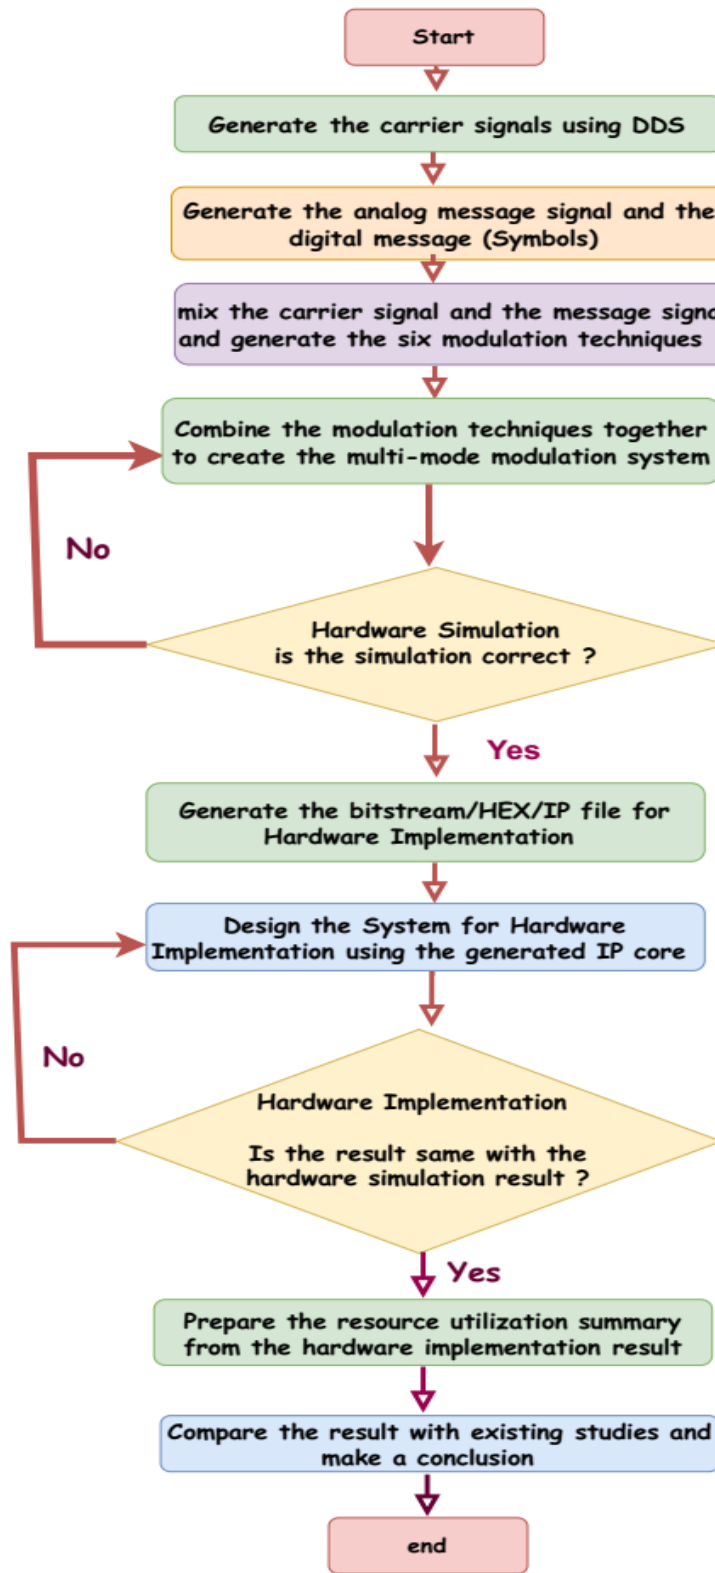 Start
Generate the carrier signals using DDS
Generate the analog message signal and the
digital message (Symbols)
mix the carrier signal and the message signa
and generate the six modulation techniques
Combine the modulation techniques together
to create the multi-mode modulation system
No
Hardware Simulation
is the simulation correct ?
Yes
Generate the bitstream/HEX/IP file for
Hardware Implementation
Design the System for Hardware
Implementation using the generated IP core
No
Hardware Implementation
Is the result same with the
hardware simulation result ?
Yes
Prepare the resource utilization summary
from the hardware implementation result
Compare the result with existing studies and
make a conclusion
end